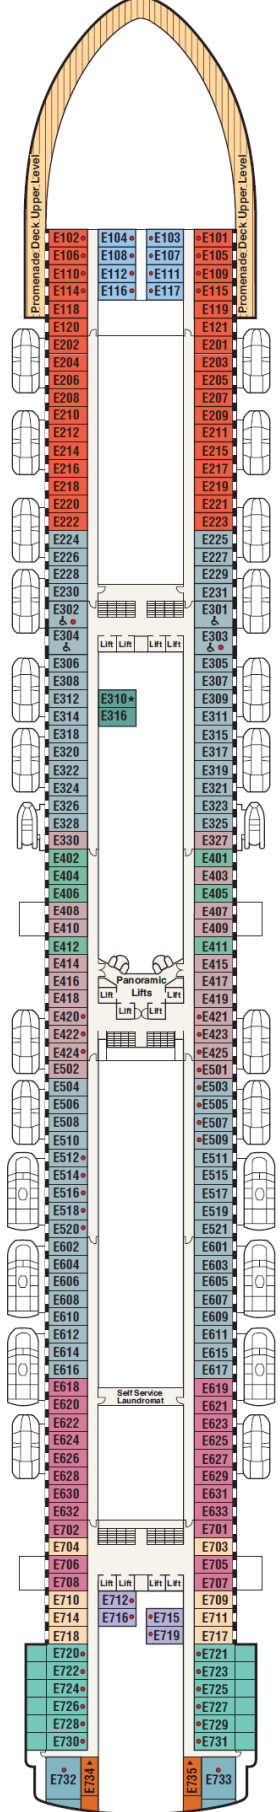 Promenade Deck Upper Level
Promenade Deck Upper Level
E102 E104 E103 E101
E106 E108 E107 E105
E110 E112 E111 E109
E114 E116 E117 E115
E118 E119
E120 E121
E202 E201
E204 E203
E206 E205
E208 E207
E210 E209
E212 E211
E214 E215
E216 E217
E218 E219
E220 E221
E222 E223
E224 E225
E226 E227
E228 E229
E230 E231
E302 E301
E304 Lift Lift Lift Lift E303
E306 E305
E308 E307
E312 E310★ E309
E314 E316 E311
E318 E315
E320 E317
E322 E319
E324 E321
E326 E323
E328 E325
E330 E327
E402 E401
E404 E403
E406 E405
E408 E407
E410 E409
E412 E411
E414 E415
E416 Panoramic E417
Lifts
E418 Lift Lift E419
E420 Lift Lift E421
E422 E423
E424 E425
E502 E501
E504 E503
E506 E505
E508 E507
E510 E509
E512 E511
E514 E515
E516 E517
E518 E519
E520 E521
E602 E601
E604 E603
E606 E605
E608 E607
E610 E609
E612 E611
E614 E615
E616 E617
E618 Self Service E619
Laundromat
E620 E621
E622 E623
E624 E625
E626 E627
E628 E629
E630 E631
E632 E633
E702 E701
E704 E703
E706 E705
E708 Lift Lift Lift Lift E707
E710 E712 E709
E714 E716 E715 E711
E718 E719 E717
E720 E721
E722 E723
E724 E725
E726 E727
E728 E729
E730 E731
E732 E734 E735 E733